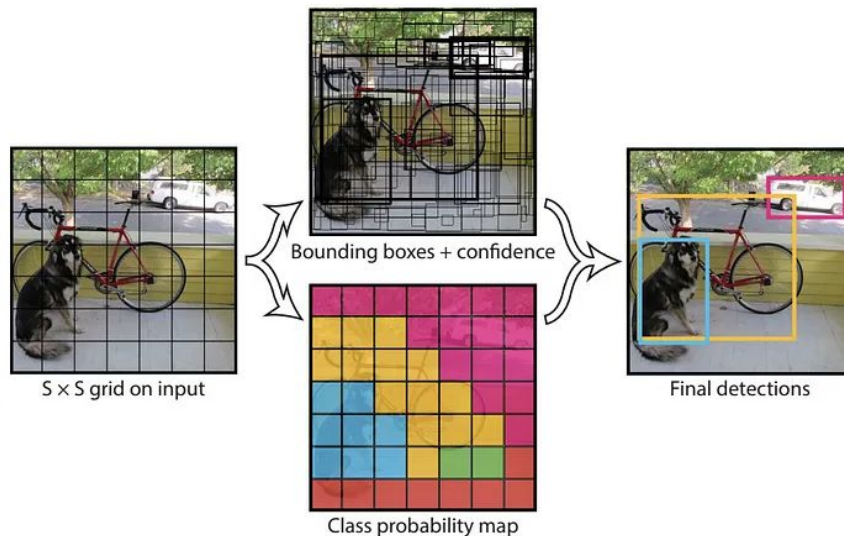 S × S grid on input
Bounding boxes + confidence
Class probability map
Final detections